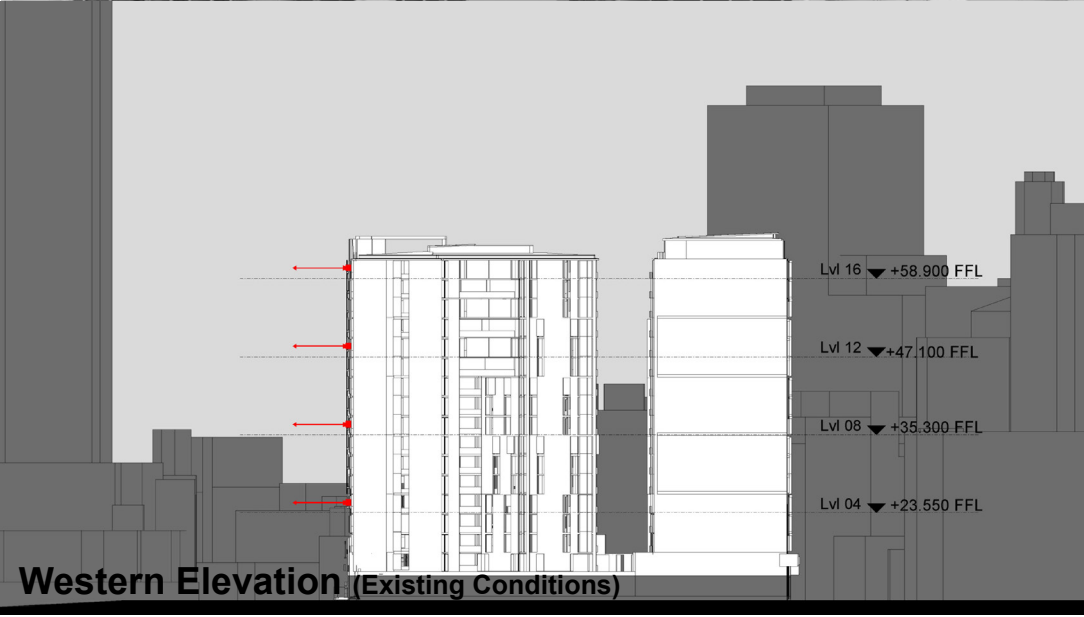 Lvl 16 +58.900 FFL
Lvl 12 +47.100 FFL
Lvl 08 +35.300 FFL
Lvl 04 +23.550 FFL
Western Elevation (Existing Conditions)